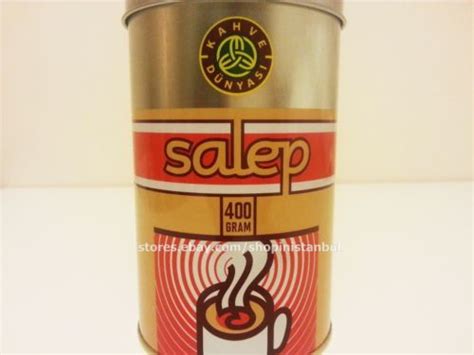 KAHVE
DÜNYASI
salep
400
GRAM
stores.ebay.com/shopinistanbul